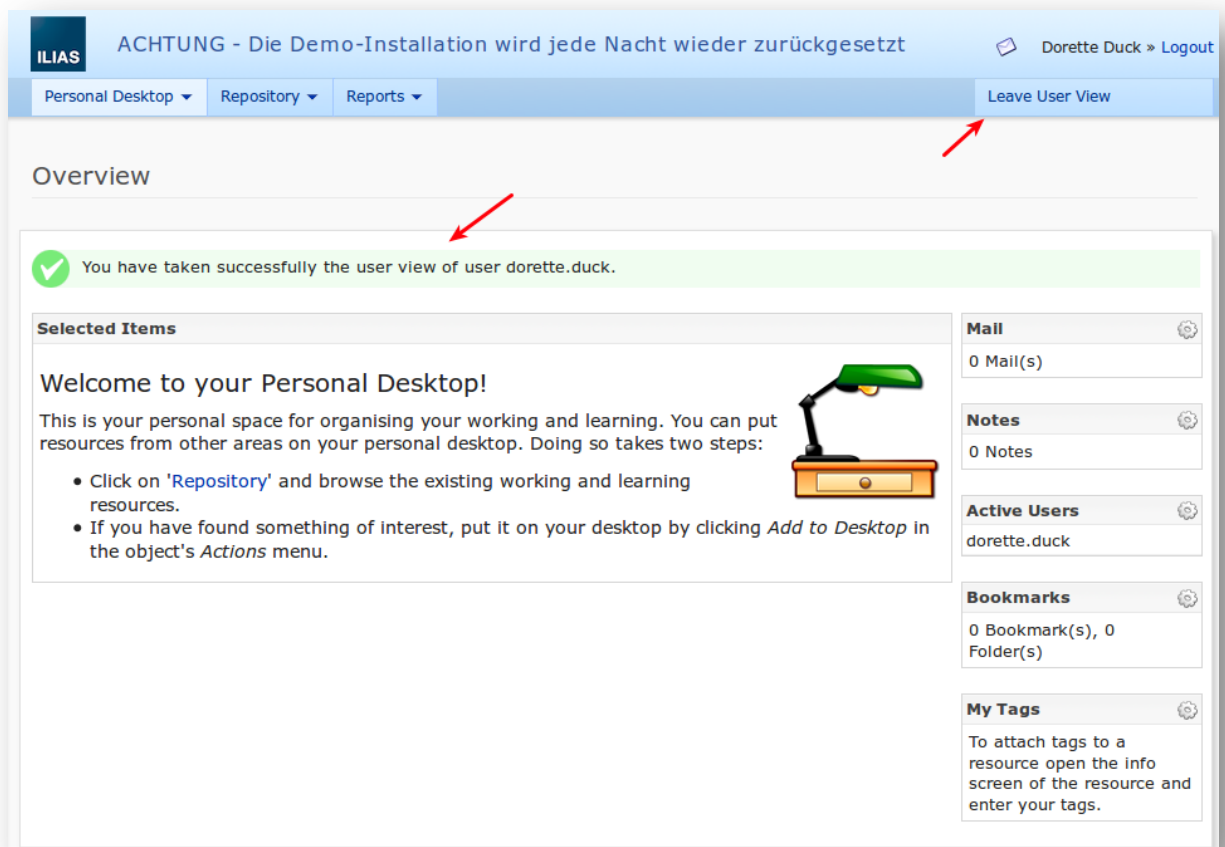 ILIAS
ACHTUNG - Die Demo-Installation wird jede Nacht wieder zurückgesetzt
Dorette Duck » Logout
Personal Desktop
Repository
Reports
Leave User View
Overview
You have taken successfully the user view of user dorette.duck.
Selected Items
Welcome to your Personal Desktop!
This is your personal space for organising your working and learning. You can put
resources from other areas on your personal desktop. Doing so takes two steps:
• Click on 'Repository' and browse the existing working and learning
resources.
• If you have found something of interest, put it on your desktop by clicking Add to Desktop in
the object's Actions menu.
Mail
0 Mail(s)
Notes
0 Notes
Active Users
dorette.duck
Bookmarks
0 Bookmark(s), 0
Folder(s)
My Tags
To attach tags to a
resource open the info
screen of the resource and
enter your tags.